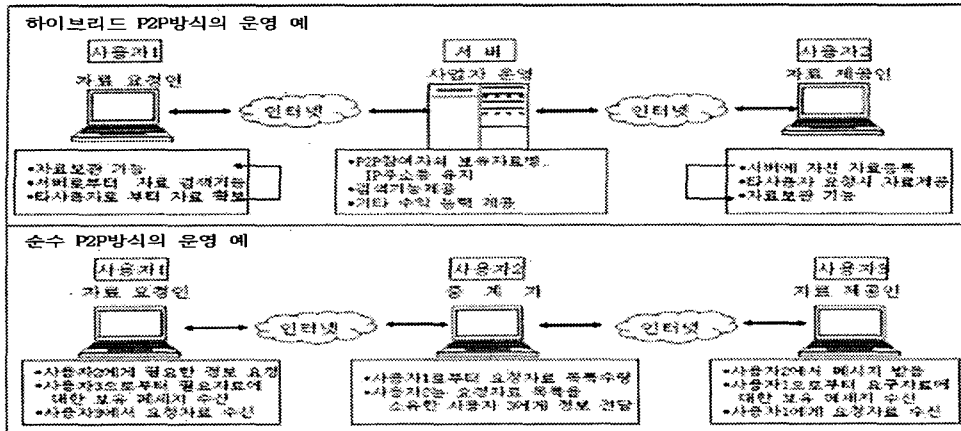 하이브리드 P2P방식의 운영 예
사용자1
자료 요청인
서 버
사업자 운영
사용자2
자료 제공인
인터넷
인터넷
•자료보관 기능
•서버로부터 자료 검색기능
•타사용자로 부터 자료 확보
•P2P참여자의 보유자료명,
IP주소등 유지
•검색기능제공
•기타 수익 능력 제공
•서버에 자신 자료등록
•타사용자 요청시 자료제공
•자료보관 기능
순수 P2P방식의 운영 예
사용자1
자료 요청인
사용자2
중 계 자
사용자3
자료 제공인
인터넷
인터넷
•사용자2에게 필요한 정보 요청
•사용자3으로부터 필요자료에
대한 보유 메세지 수신
•사용자3에서 요청자료 수신
•사용자1로부터 요청자료 목록수령
•사용자2는 요청자료 목록을
소유한 사용자 3에게 정보 전달
•사용자2에서 메시지 받음
•사용자1으로부터 요구자료에
대한 보유 메세지 수신
•사용자1에게 요청자료 수신